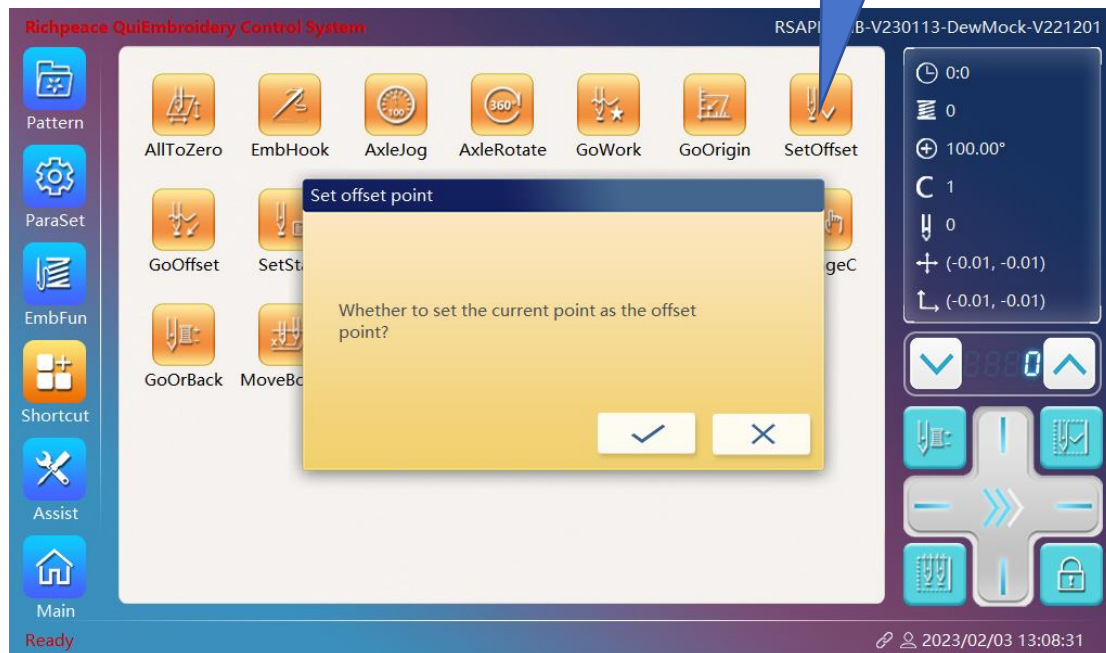 Richpeace QuiEmbroidery Control System
B-V230113-DewMock-V221201
Pattern
ParaSet
EmbFun
Shortcut
Assist
Main
AllToZero EmbHook AxleJog AxleRotate GoWork GoOrigin SetOffset
100
360°
GoOffset SetSt geC
GoOrBack MoveBo
Set offset point
Whether to set the current point as the offset
point?
0:0
0
100.00°
C 1
0
(-0.01, -0.01)
(-0.01, -0.01)
0
Ready
2023/02/03 13:08:31